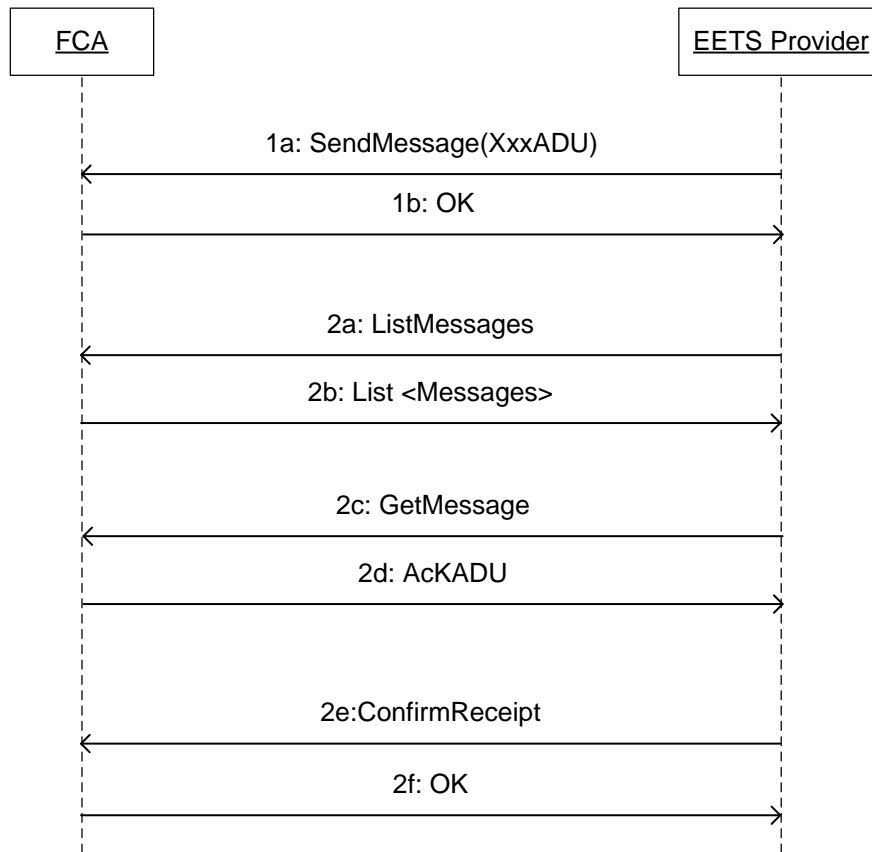 FCA
EETS Provider
1a: SendMessage(XxxADU)
1b: OK
2a: ListMessages
2b: List <Messages>
2c: GetMessage
2d: AcKADU
2e:ConfirmReceipt
2f: OK